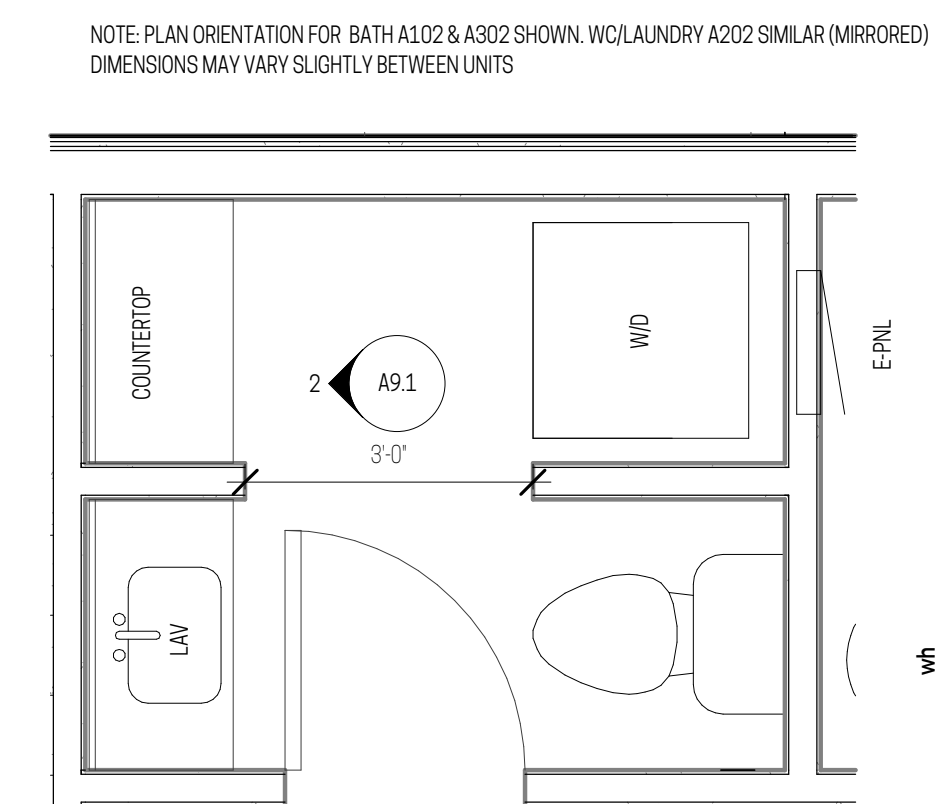 NOTE: PLAN ORIENTATION FOR BATH A102 & A302 SHOWN. WC/LAUNDRY A202 SIMILAR (MIRRORED)
DIMENSIONS MAY VARY SLIGHTLY BETWEEN UNITS
COUNTERTOP
2
A9.1
W/D
E-PNL
3'-0"
LAV
wh